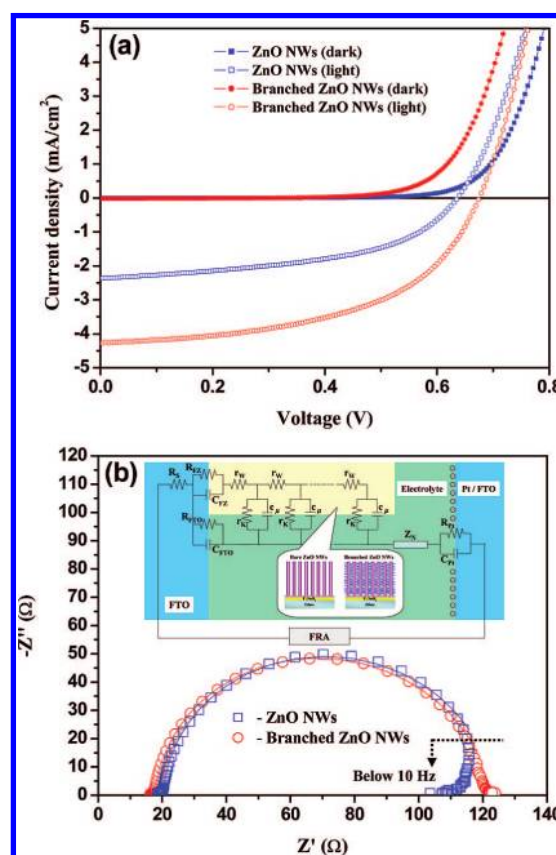 (a)
ZnO NWs (dark)
ZnO NWs (light)
Branched ZnO NWs (dark)
Branched ZnO NWs (light)
Current density (mA/cm²)
5
4
3
2
1
0
-1
-2
-3
-4
-5
0.0 0.2 0.4 0.6 0.8
Voltage (V)
(b)
-Z'' (Ω)
120
110
100
90
80
70
60
50
40
30
20
10
0
R_S
R_FZ
C_FZ
r_W r_W r_W
c_μ c_μ c_μ
r_K r_K r_K
R_FTO
C_FTO
Electrolyte
Pt / FTO
Z_N
R_Pt
C_Pt
Bare ZnO NWs
Branched ZnO NWs
FTO
FRA
- ZnO NWs
- Branched ZnO NWs
Below 10 Hz
0 20 40 60 80 100 120 140
Z' (Ω)